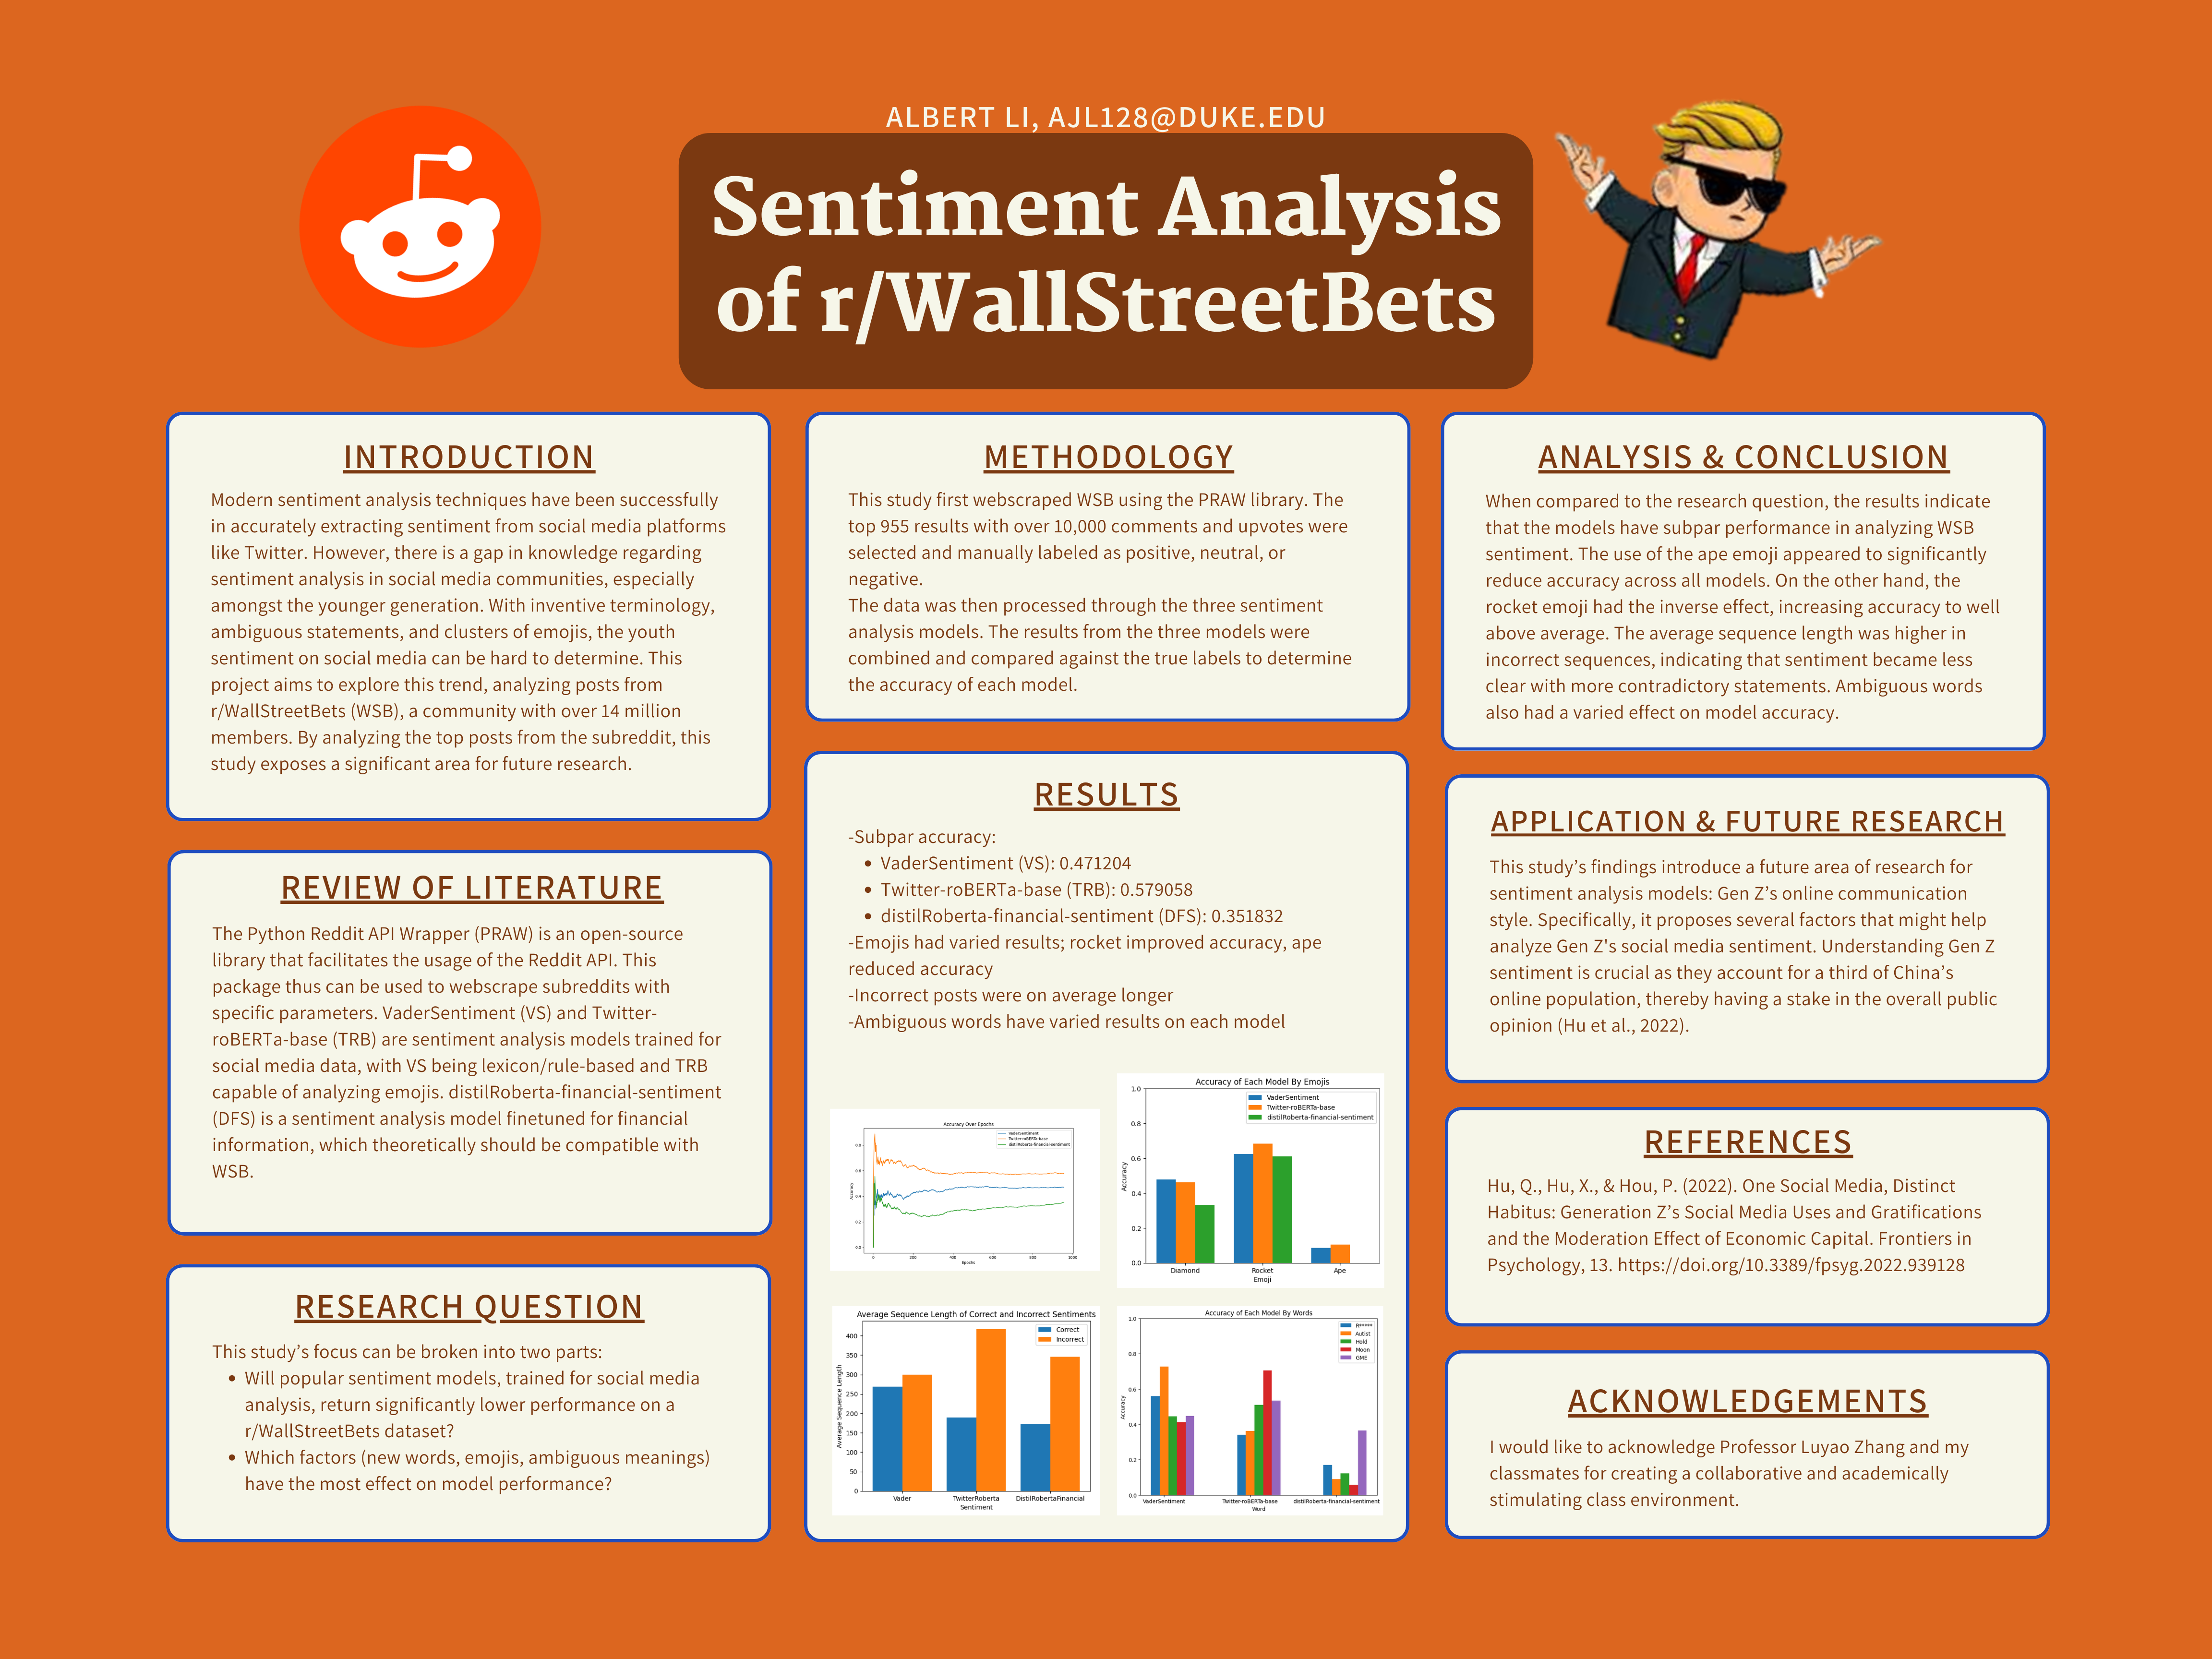 ALBERT LI, AJL128@DUKE.EDU
Sentiment Analysis
of r/WallStreetBets
INTRODUCTION
Modern sentiment analysis techniques have been successfully
in accurately extracting sentiment from social media platforms
like Twitter. However, there is a gap in knowledge regarding
sentiment analysis in social media communities, especially
amongst the younger generation. With inventive terminology,
ambiguous statements, and clusters of emojis, the youth
sentiment on social media can be hard to determine. This
project aims to explore this trend, analyzing posts from
r/WallStreetBets (WSB), a community with over 14 million
members. By analyzing the top posts from the subreddit, this
study exposes a significant area for future research.
REVIEW OF LITERATURE
The Python Reddit API Wrapper (PRAW) is an open-source
library that facilitates the usage of the Reddit API. This
package thus can be used to webscrape subreddits with
specific parameters. VaderSentiment (VS) and Twitter-
roBERTa-base (TRB) are sentiment analysis models trained for
social media data, with VS being lexicon/rule-based and TRB
capable of analyzing emojis. distilRoberta-financial-sentiment
(DFS) is a sentiment analysis model finetuned for financial
information, which theoretically should be compatible with
WSB.
RESEARCH QUESTION
This study's focus can be broken into two parts:
• Will popular sentiment models, trained for social media
analysis, return significantly lower performance on a
r/WallStreetBets dataset?
• Which factors (new words, emojis, ambiguous meanings)
have the most effect on model performance?
METHODOLOGY
This study first webscraped WSB using the PRAW library. The
top 955 results with over 10,000 comments and upvotes were
selected and manually labeled as positive, neutral, or
negative.
The data was then processed through the three sentiment
analysis models. The results from the three models were
combined and compared against the true labels to determine
the accuracy of each model.
RESULTS
-Subpar accuracy:
• VaderSentiment (VS): 0.471204
• Twitter-roBERTa-base (TRB): 0.579058
• distilRoberta-financial-sentiment (DFS): 0.351832
-Emojis had varied results; rocket improved accuracy, ape
reduced accuracy
-Incorrect posts were on average longer
-Ambiguous words have varied results on each model
Accuracy Over Epochs
VaderSentiment
Twitter-roBERTa-base
distilRoberta-financial-sentiment
Accuracy
0.8
0.6
0.4
0.2
0.0
0 200 400 600 800 1000
Epochs
Accuracy of Each Model By Emojis
VaderSentiment
Twitter-roBERTa-base
distilRoberta-financial-sentiment
Accuracy
1.0
0.8
0.6
0.4
0.2
0.0
Diamond Rocket Ape
Emoji
Average Sequence Length of Correct and Incorrect Sentiments
Correct
Incorrect
Average Sequence Length
400
350
300
250
200
150
100
50
0
Vader TwitterRoberta DistilRobertaFinancial
Sentiment
Accuracy of Each Model By Words
R*****
Autist
Hold
Moon
GME
Accuracy
1.0
0.8
0.6
0.4
0.2
0.0
VaderSentiment Twitter-roBERTa-base distilRoberta-financial-sentiment
Word
ANALYSIS & CONCLUSION
When compared to the research question, the results indicate
that the models have subpar performance in analyzing WSB
sentiment. The use of the ape emoji appeared to significantly
reduce accuracy across all models. On the other hand, the
rocket emoji had the inverse effect, increasing accuracy to well
above average. The average sequence length was higher in
incorrect sequences, indicating that sentiment became less
clear with more contradictory statements. Ambiguous words
also had a varied effect on model accuracy.
APPLICATION & FUTURE RESEARCH
This study's findings introduce a future area of research for
sentiment analysis models: Gen Z's online communication
style. Specifically, it proposes several factors that might help
analyze Gen Z's social media sentiment. Understanding Gen Z
sentiment is crucial as they account for a third of China's
online population, thereby having a stake in the overall public
opinion (Hu et al., 2022).
REFERENCES
Hu, Q., Hu, X., & Hou, P. (2022). One Social Media, Distinct
Habitus: Generation Z's Social Media Uses and Gratifications
and the Moderation Effect of Economic Capital. Frontiers in
Psychology, 13. https://doi.org/10.3389/fpsyg.2022.939128
ACKNOWLEDGEMENTS
I would like to acknowledge Professor Luyao Zhang and my
classmates for creating a collaborative and academically
stimulating class environment.